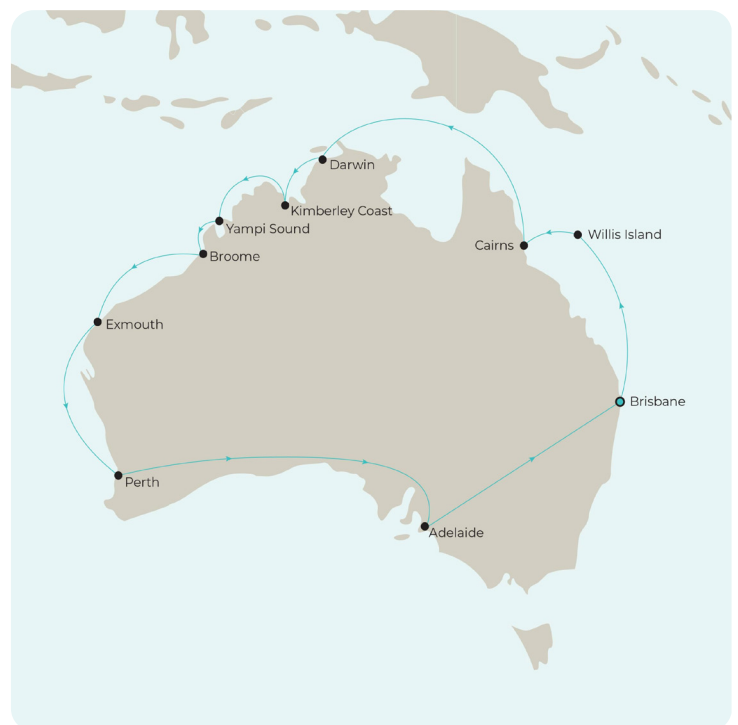 Darwin
Kimberley Coast
Yampi Sound
Willis Island
Cairns
Broome
Exmouth
Brisbane
Perth
Adelaide